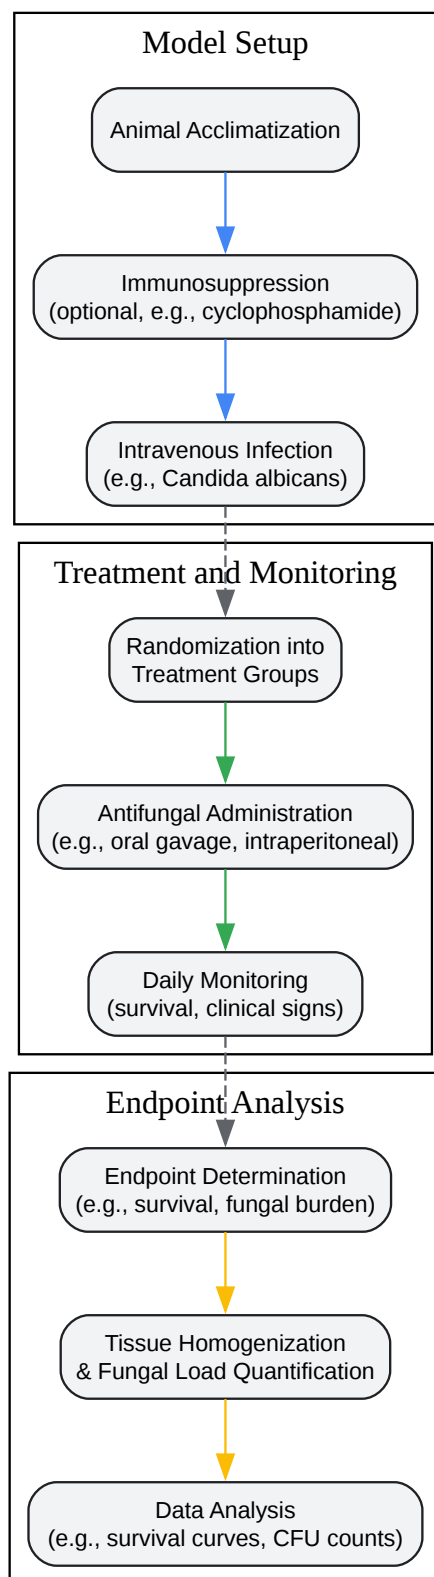 Model Setup
Animal Acclimatization
Immunosuppression
(optional, e.g., cyclophosphamide)
Intravenous Infection
(e.g., Candida albicans)
Treatment and Monitoring
Randomization into
Treatment Groups
Antifungal Administration
(e.g., oral gavage, intraperitoneal)
Daily Monitoring
(survival, clinical signs)
Endpoint Analysis
Endpoint Determination
(e.g., survival, fungal burden)
Tissue Homogenization
& Fungal Load Quantification
Data Analysis
(e.g., survival curves, CFU counts)